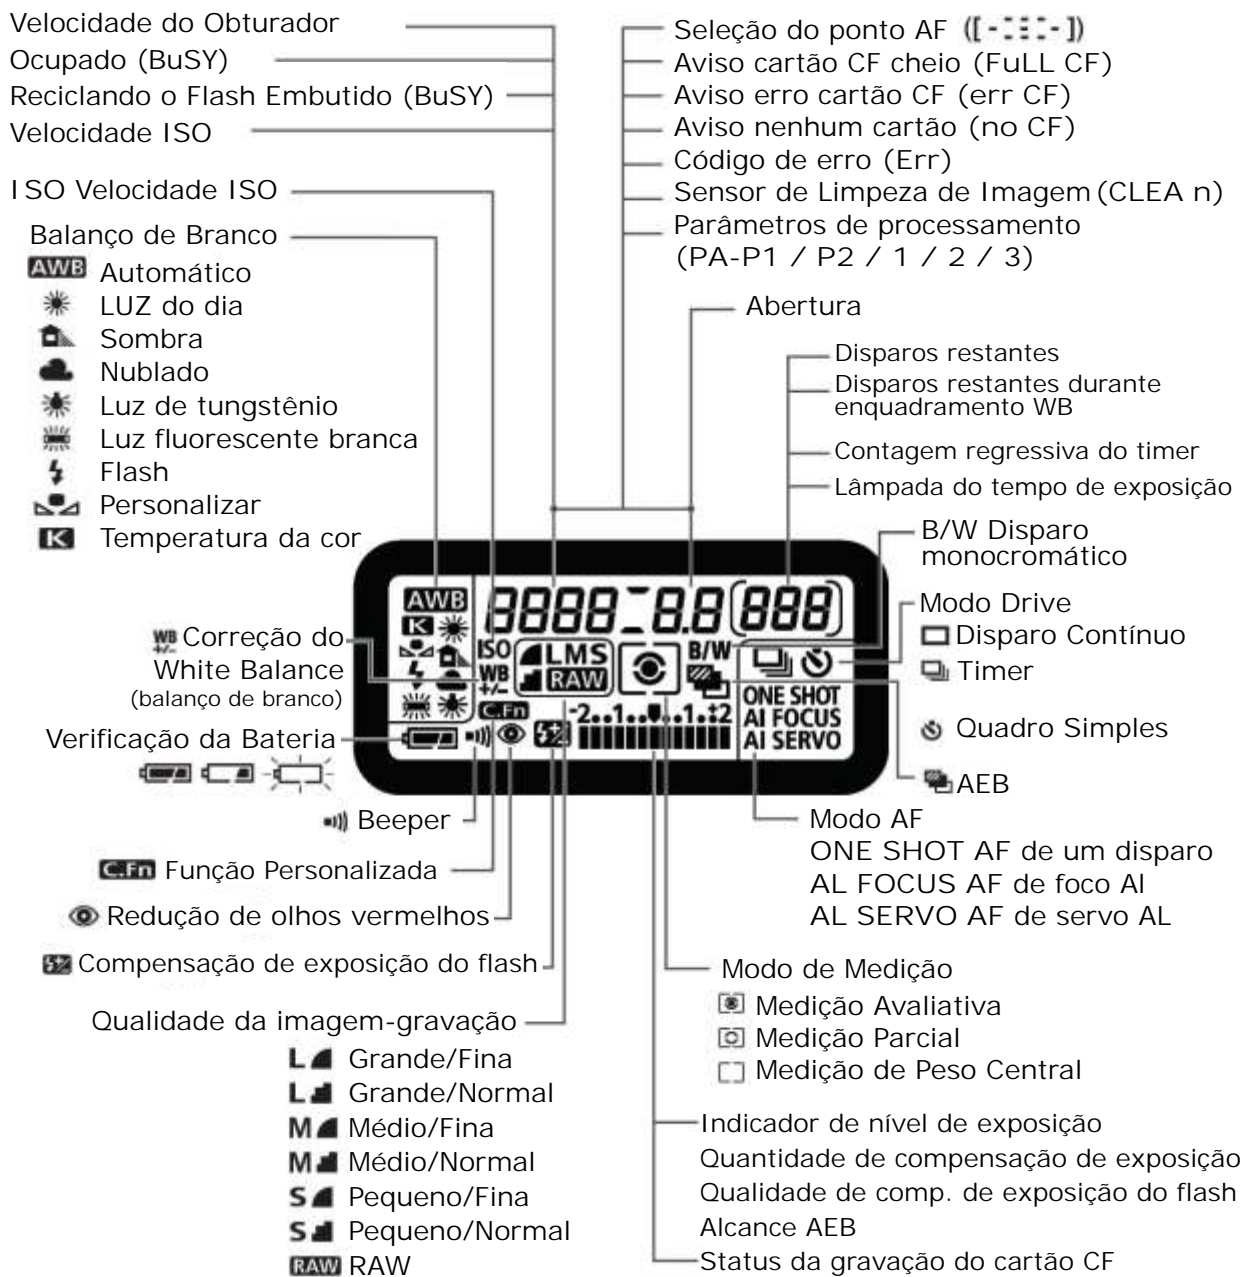 Velocidade do Obturador
Ocupado (BuSY)
Reciclando o Flash Embutido (BuSY)
Velocidade ISO
ISO Velocidade ISO
Balanço de Branco
AWB Automático
LUZ do dia
Sombra
Nublado
Luz de tungstênio
Luz fluorescente branca
Flash
Personalizar
K Temperatura da cor
WB +/- Correção do
White Balance
(balanço de branco)
Verificação da Bateria
Beeper
C.Fn Função Personalizada
Redução de olhos vermelhos
Compensação de exposição do flash
Qualidade da imagem-gravação
L Grande/Fina
L Grande/Normal
M Médio/Fina
M Médio/Normal
S Pequeno/Fina
S Pequeno/Normal
RAW RAW
Seleção do ponto AF ([-:::-])
Aviso cartão CF cheio (FuLL CF)
Aviso erro cartão CF (err CF)
Aviso nenhum cartão (no CF)
Código de erro (Err)
Sensor de Limpeza de Imagem (CLEA n)
Parâmetros de processamento
(PA-P1 / P2 / 1 / 2 / 3)
Abertura
Disparos restantes
Disparos restantes durante
enquadramento WB
Contagem regressiva do timer
Lâmpada do tempo de exposição
B/W Disparo
monocromático
Modo Drive
Disparo Contínuo
Timer
Quadro Simples
AEB
Modo AF
ONE SHOT AF de um disparo
AL FOCUS AF de foco AI
AL SERVO AF de servo AL
Modo de Medição
Medição Avaliativa
Medição Parcial
Medição de Peso Central
Indicador de nível de exposição
Quantidade de compensação de exposição
Qualidade de comp. de exposição do flash
Alcance AEB
Status da gravação do cartão CF
AWB 8888 8.8 (888)
K
ISO LMS B/W
WB +/- RAW
ONE SHOT
C.Fn -2..1..▼..1.+2 AI FOCUS
AI SERVO